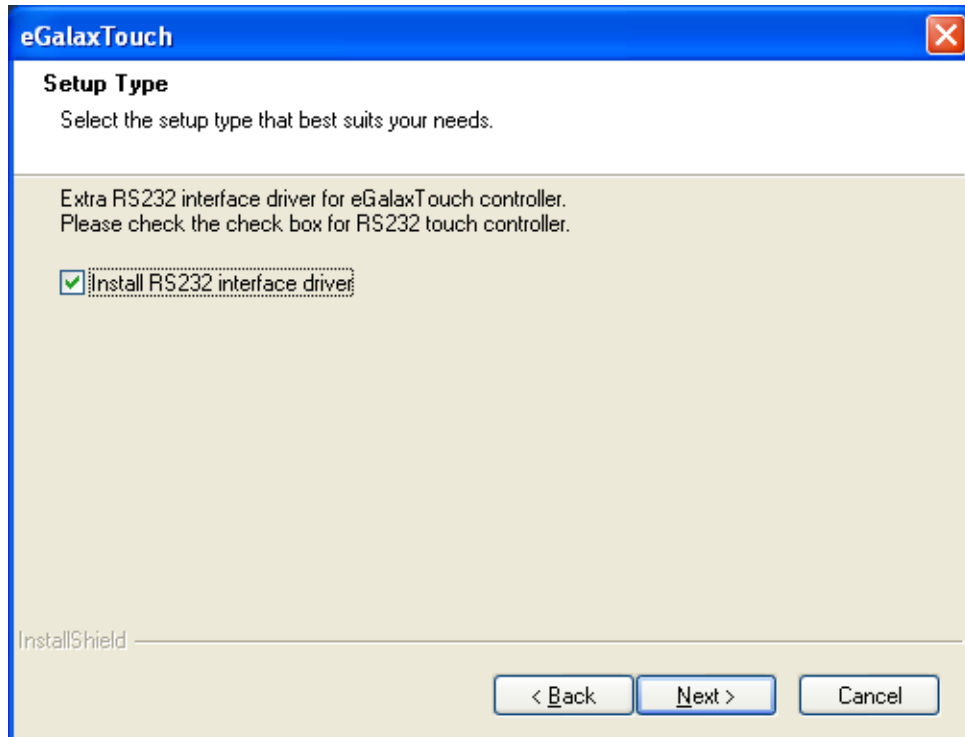 eGalaxTouch
Setup Type
Select the setup type that best suits your needs.
Extra RS232 interface driver for eGalaxTouch controller.
Please check the check box for RS232 touch controller.
Install RS232 interface driver
InstallShield
< Back
Next >
Cancel